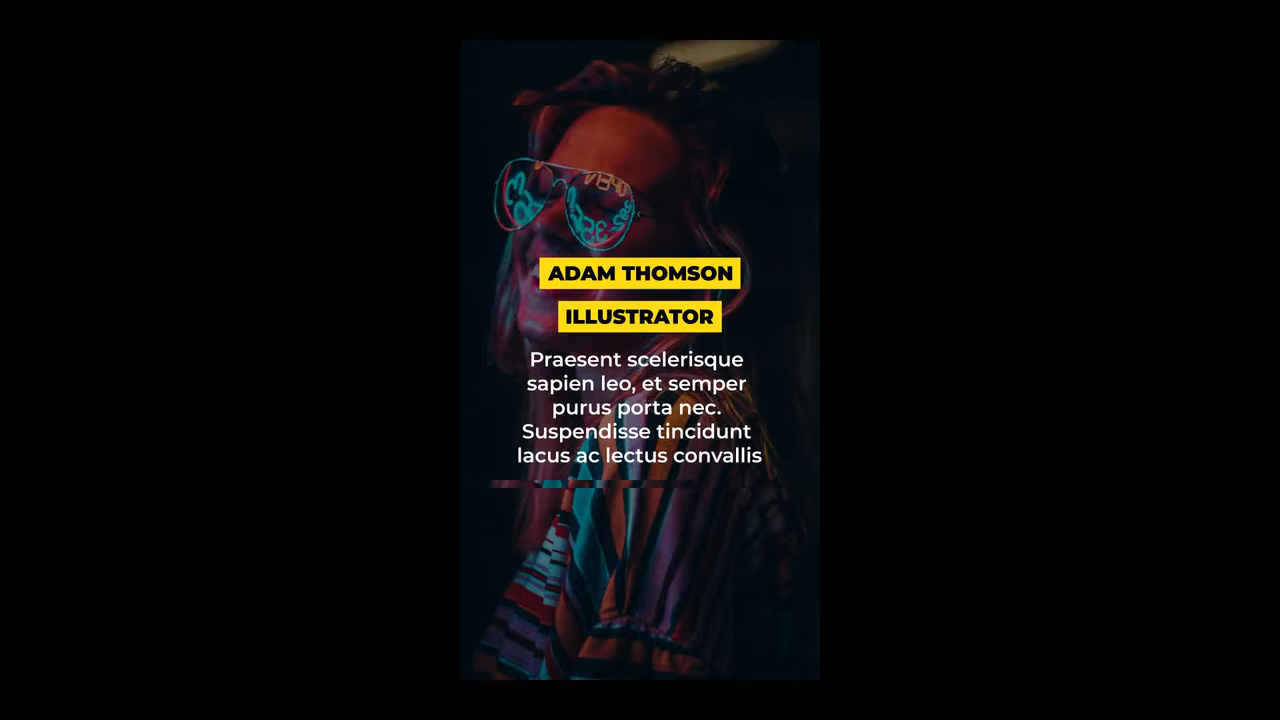 ADAM THOMSON
ILLUSTRATOR
Praesent scelerisque
sapien leo, et semper
purus porta nec.
Suspendisse tincidunt
lacus ac lectus convallis